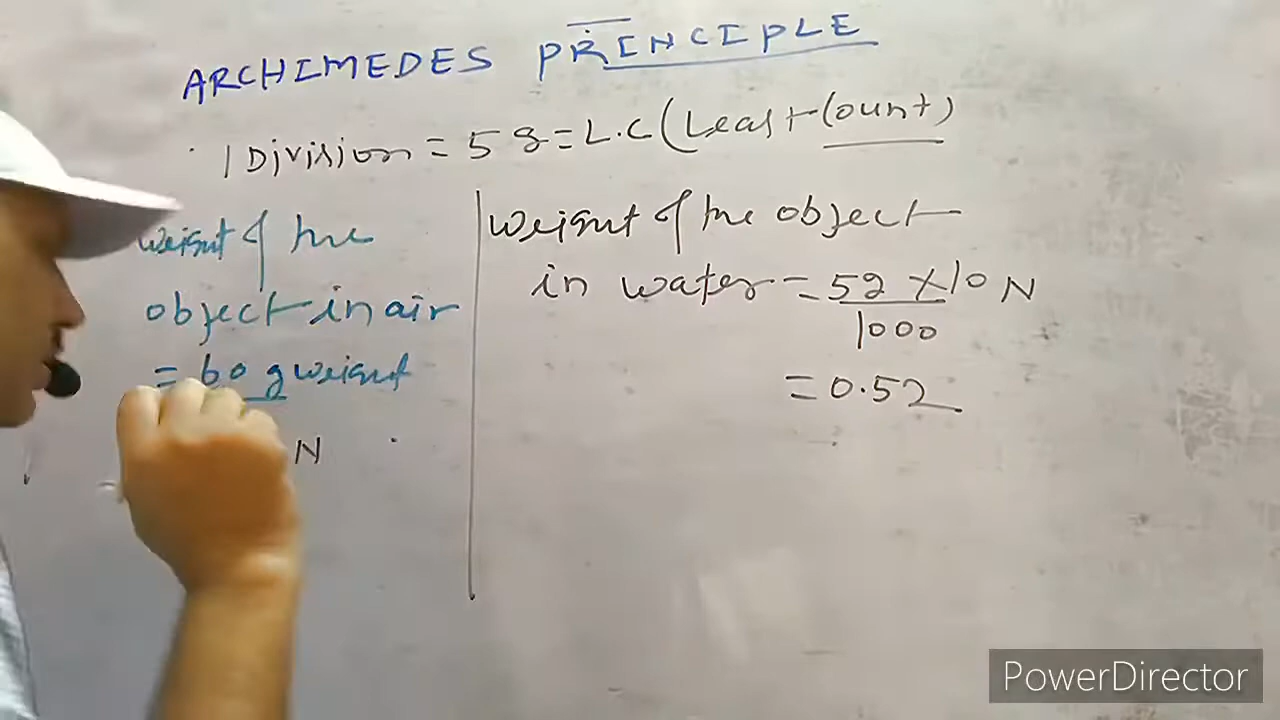 ARCHIMEDES PRINCIPLE
1 Division = 5 g = L.C (Least Count)
Weight of the
object in air
= 60 g weight
N
Weight of the object
in water = 52 × 10 N
1000
= 0.52
PowerDirector